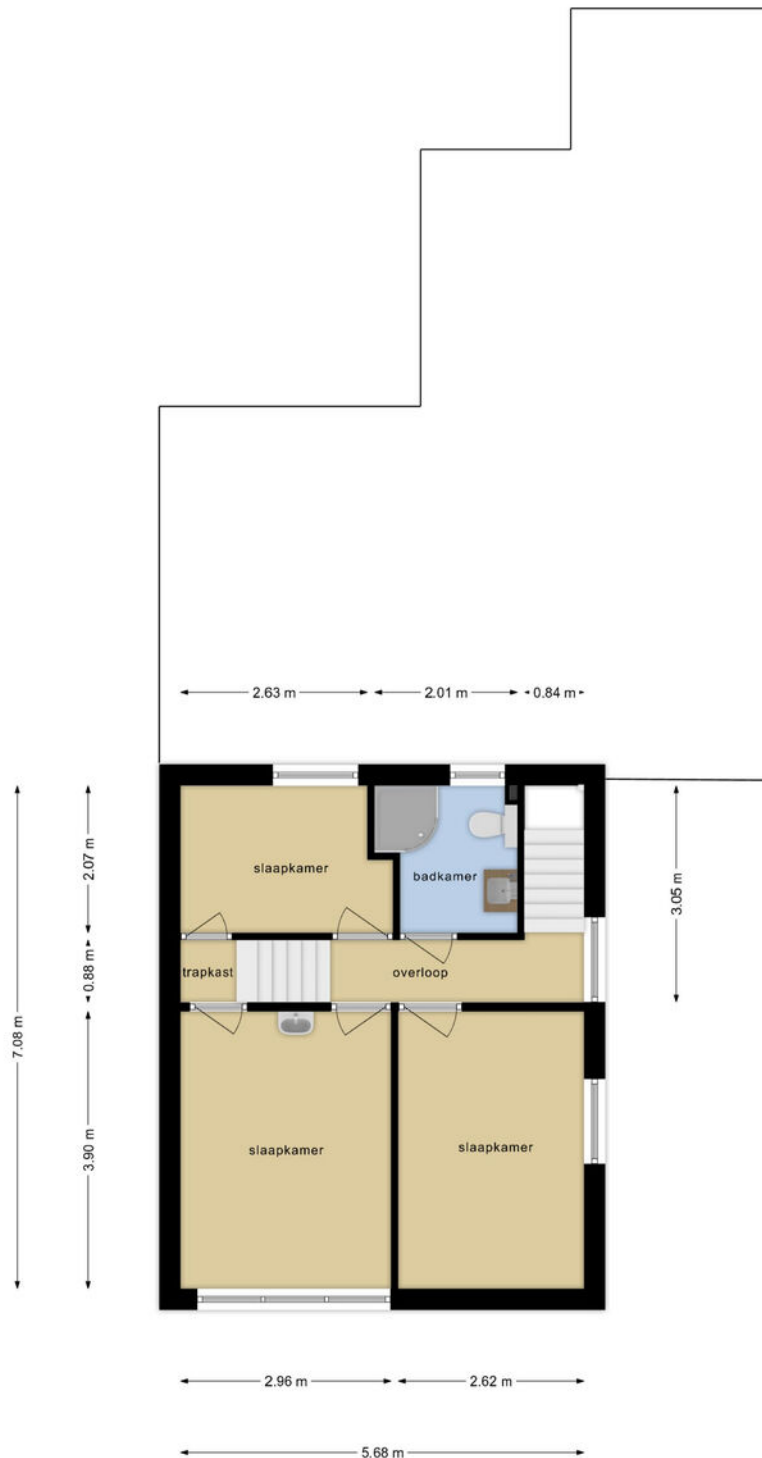 2.63 m
2.01 m
0.84 m
slaapkamer
badkamer
2.07 m
3.05 m
trapkast
overloop
0.88 m
7.08 m
3.90 m
slaapkamer
slaapkamer
2.96 m
2.62 m
5.68 m